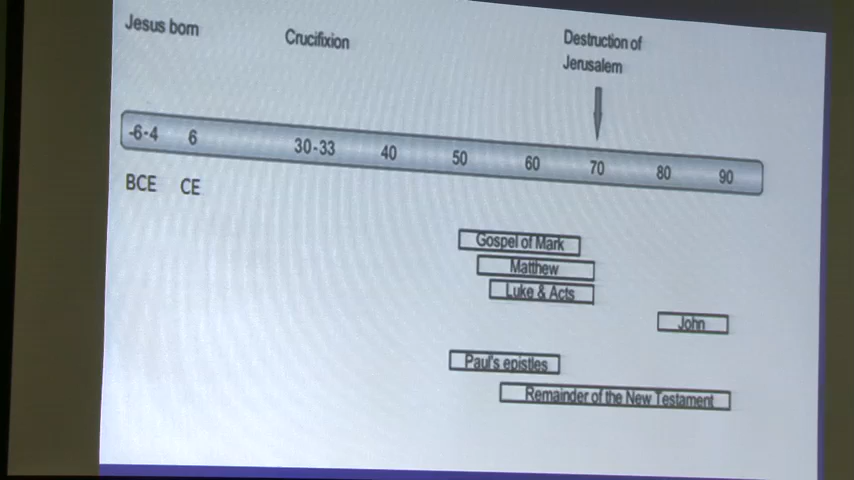 Jesus born
Crucifixion
Destruction of
Jerusalem
-6-4 6 30-33 40 50 60 70 80 90
BCE CE
Gospel of Mark
Matthew
Luke & Acts
John
Paul's epistles
Remainder of the New Testament